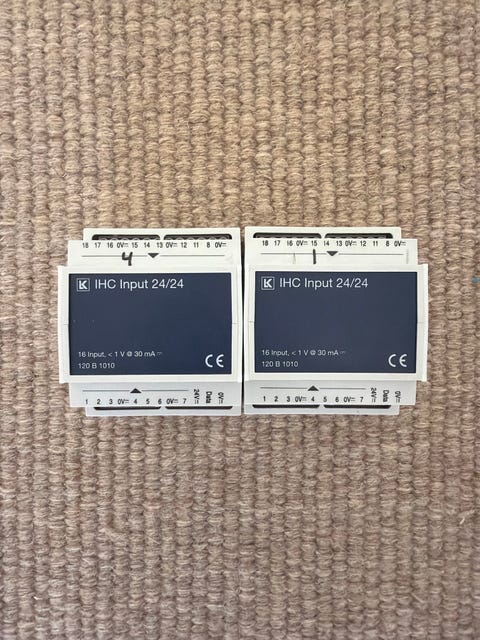 18 17 16 0V⎓ 15 14 13 0V⎓ 12 11 8 0V⎓
4
LK IHC Input 24/24
16 Input, < 1 V @ 30 mA ⎓
120 B 1010
CE
1 2 3 0V⎓ 4 5 6 0V⎓ 7 24V⎓ Data 0V⎓
18 17 16 0V⎓ 15 14 13 0V⎓ 12 11 8 0V⎓
1
LK IHC Input 24/24
16 Input, < 1 V @ 30 mA ⎓
120 B 1010
CE
1 2 3 0V⎓ 4 5 6 0V⎓ 7 24V⎓ Data 0V⎓